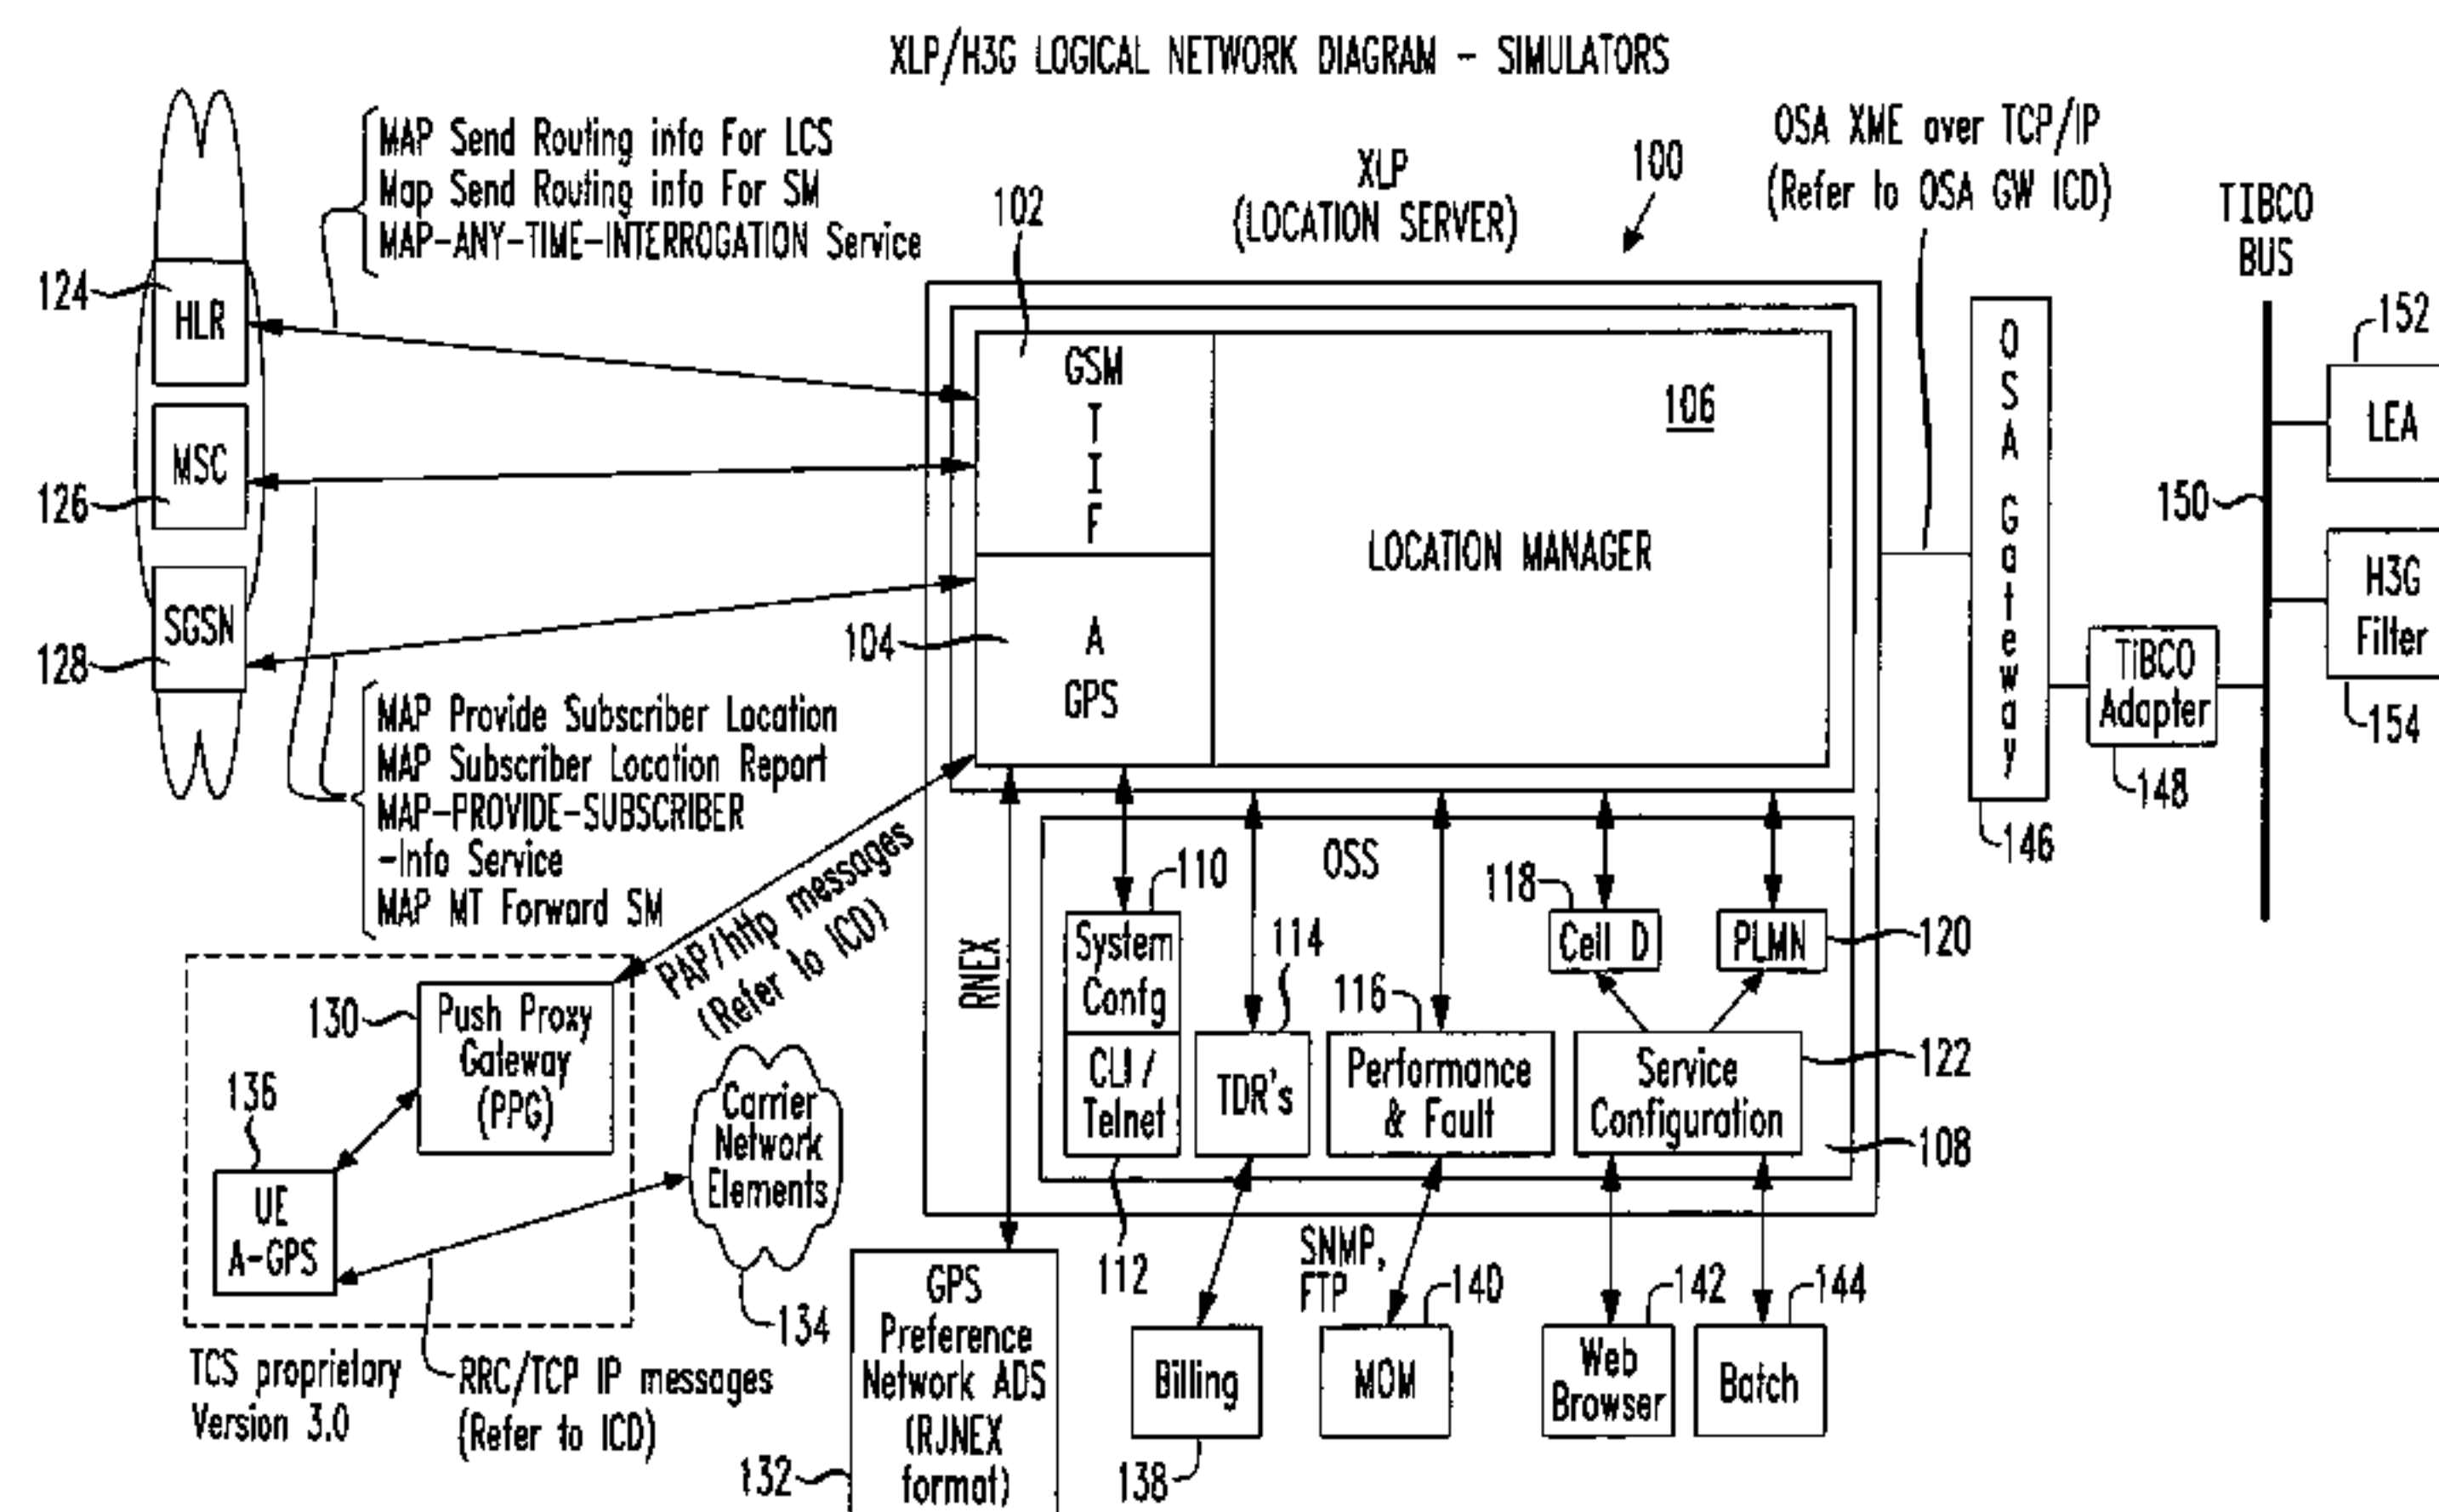 XLP/H3G LOGICAL NETWORK DIAGRAM - SIMULATORS
MAP Send Routing info For LCS
Map Send Routing info For SM
MAP-ANY-TIME-INTERROGATION Service
102
XLP
(LOCATION SERVER)
100
OSA XME over TCP/IP
(Refer to OSA GW ICD)
TIBCO
BUS
124
HLR
MSC
126
SGSN
128
GSM
I
I
F
106
LOCATION MANAGER
104
A
GPS
OSA Gateway
146
TiBCO
Adapter
148
150
152
LEA
H3G
Filter
154
MAP Provide Subscriber Location
MAP Subscriber Location Report
MAP-PROVIDE-SUBSCRIBER
-Info Service
MAP MT Forward SM
PAP/http messages
(Refer to ICD)
RNEX
OSS
110
System
Confg
CLI /
Telnet
112
114
TDR's
116
Performance
& Fault
118
Cell D
PLMN
120
Service
Configuration
122
108
130
Push Proxy
Gateway
(PPG)
136
UE
A-GPS
Carrier
Network
Elements
134
TCS proprietary
Version 3.0
RRC/TCP IP messages
(Refer to ICD)
GPS
Preference
Network ADS
(RJNEX
format)
132
Billing
138
SNMP,
FTP
140
MOM
142
Web
Browser
144
Batch